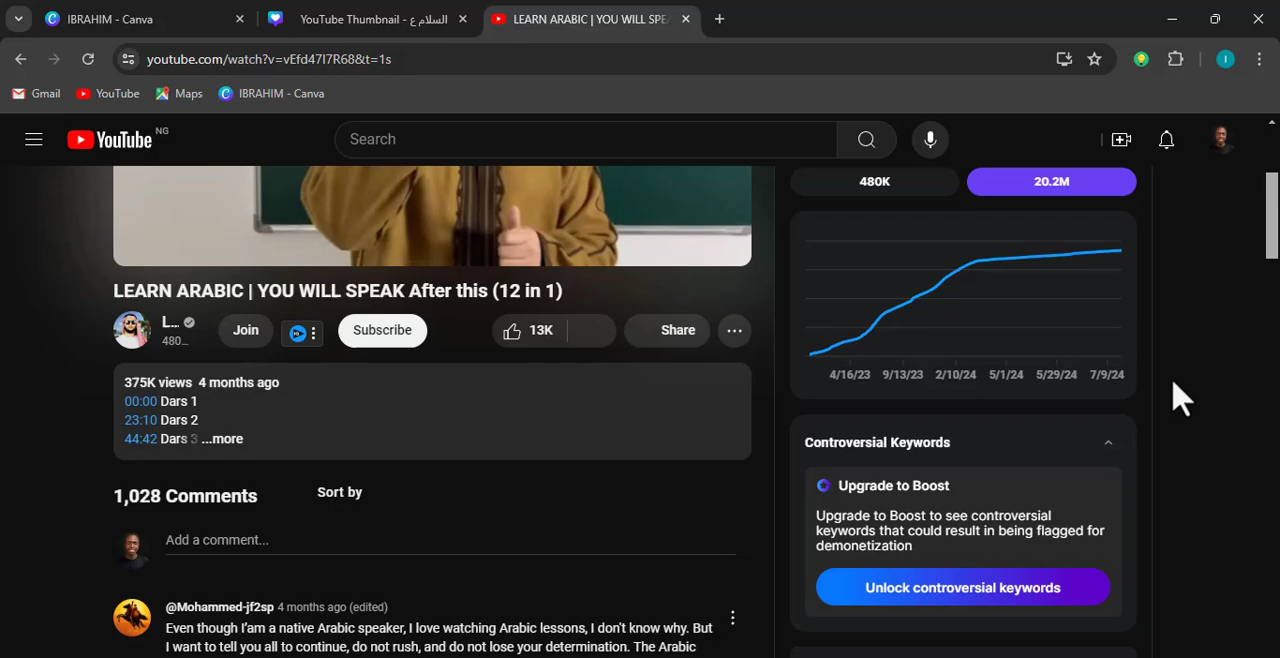 IBRAHIM - Canva
YouTube Thumbnail - السلام ع
LEARN ARABIC | YOU WILL SPE
youtube.com/watch?v=vEfd47I7R68&t=1s
I
Gmail
YouTube
Maps
IBRAHIM - Canva
YouTube NG
Search
480K
20.2M
LEARN ARABIC | YOU WILL SPEAK After this (12 in 1)
L...
480...
Join
Subscribe
13K
Share
4/16/23 9/13/23 2/10/24 5/1/24 5/29/24 7/9/24
375K views 4 months ago
00:00 Dars 1
23:10 Dars 2
44:42 Dars 3 ...more
Controversial Keywords
Upgrade to Boost
Upgrade to Boost to see controversial
keywords that could result in being flagged for
demonetization
Unlock controversial keywords
1,028 Comments
Sort by
Add a comment...
@Mohammed-jf2sp 4 months ago (edited)
Even though I'am a native Arabic speaker, I love watching Arabic lessons, I don't know why. But
I want to tell you all to continue, do not rush, and do not lose your determination. The Arabic